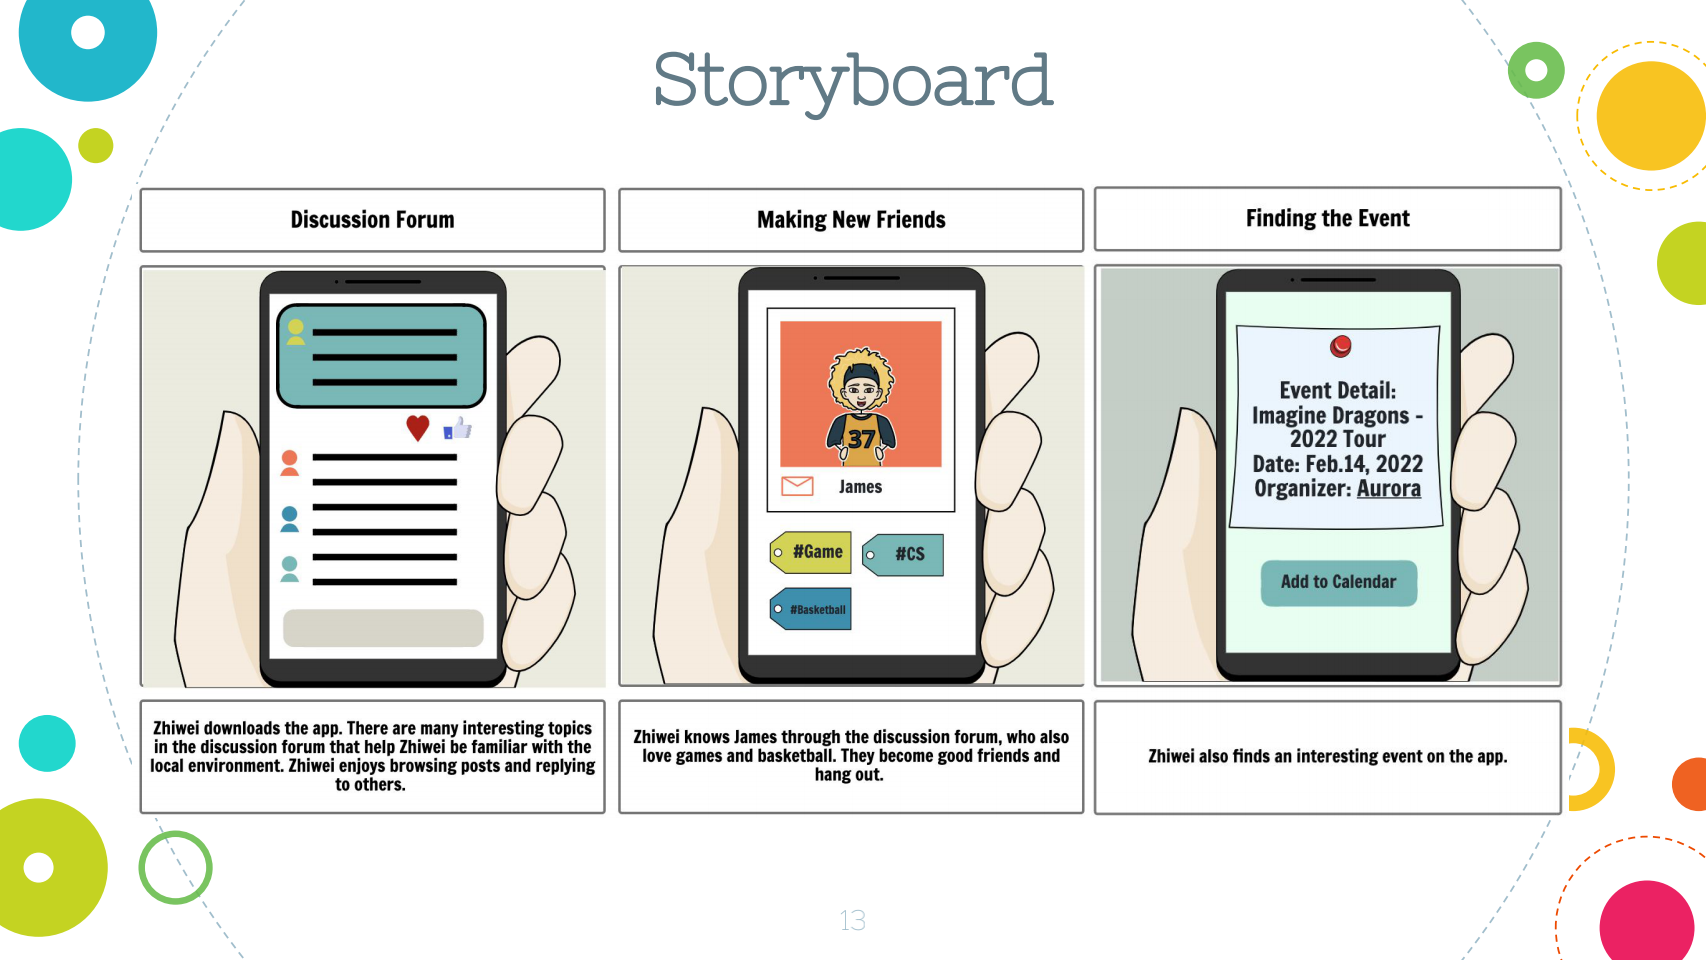 Storyboard
Discussion Forum
Making New Friends
Finding the Event
37
James
#Game
#CS
#Basketball
Event Detail:
Imagine Dragons -
2022 Tour
Date: Feb.14, 2022
Organizer: Aurora
Add to Calendar
Zhiwei downloads the app. There are many interesting topics
in the discussion forum that help Zhiwei be familiar with the
local environment. Zhiwei enjoys browsing posts and replying
to others.
Zhiwei knows James through the discussion forum, who also
love games and basketball. They become good friends and
hang out.
Zhiwei also finds an interesting event on the app.
13